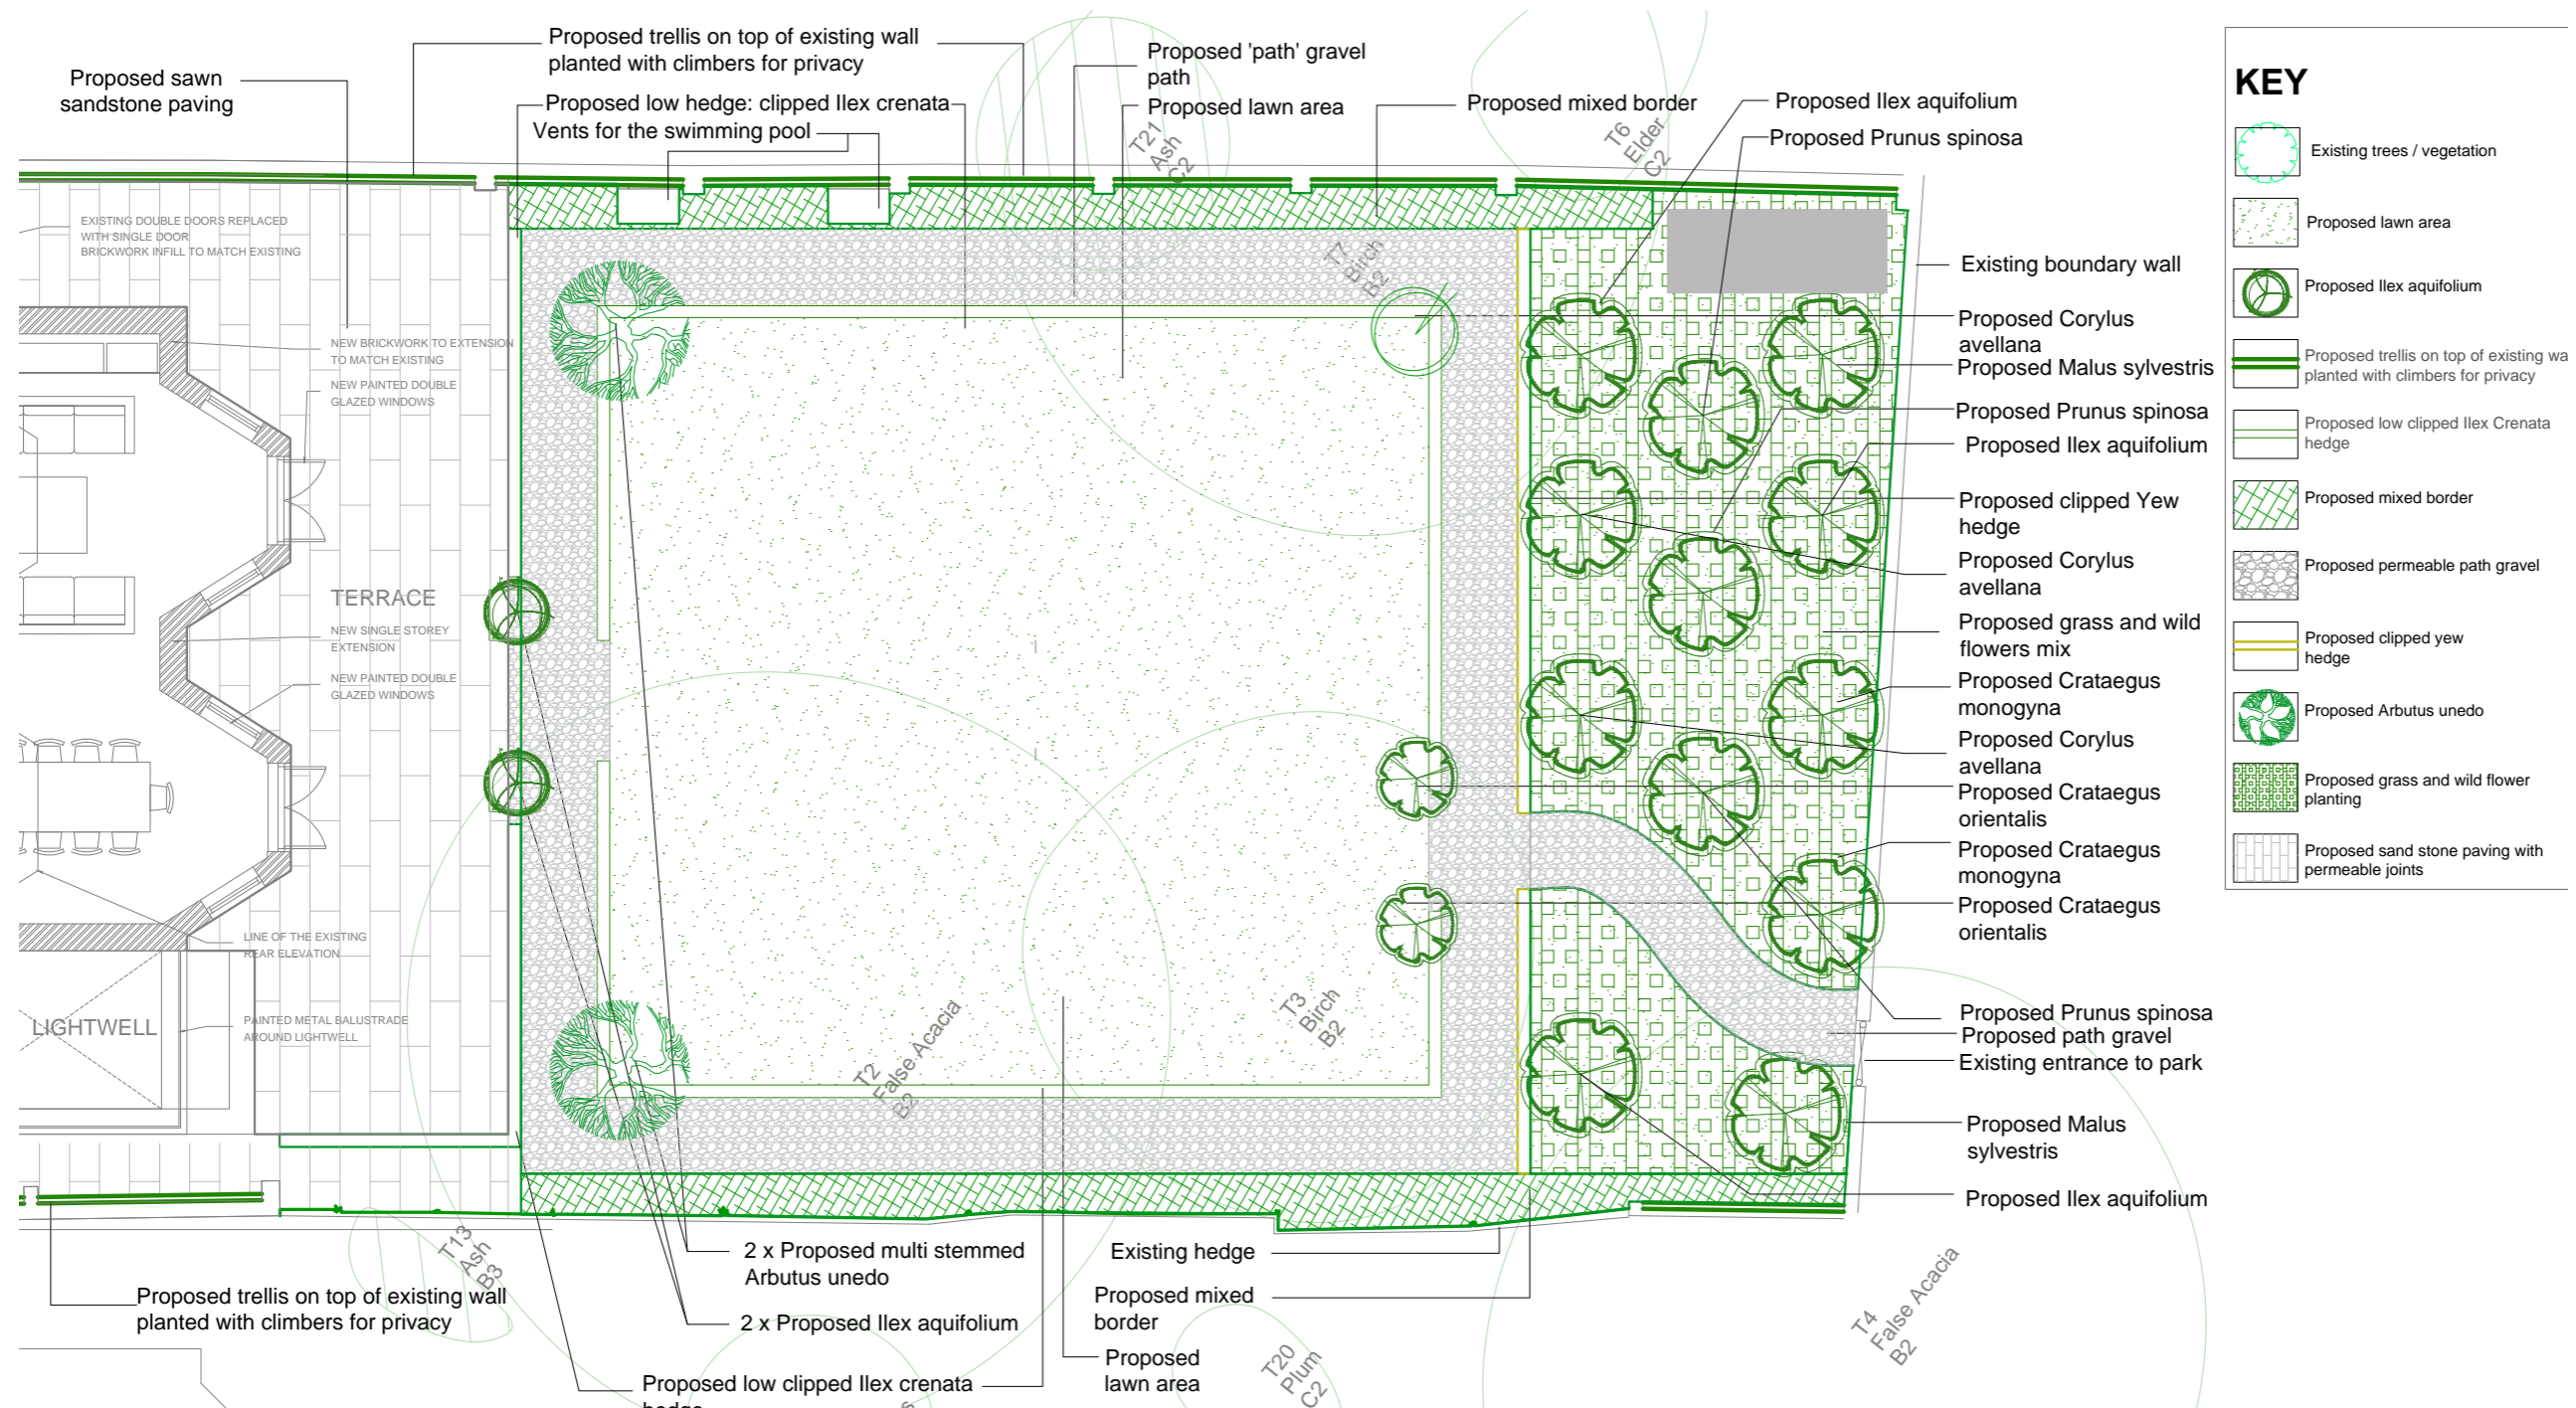 Proposed sawn
sandstone paving
Proposed trellis on top of existing wall
planted with climbers for privacy
Proposed low hedge: clipped Ilex crenata
Vents for the swimming pool
Proposed 'path' gravel
path
Proposed lawn area
Proposed mixed border
Proposed Ilex aquifolium
Proposed Prunus spinosa
T21
Ash
C2
T6
Elder
C2
T7
Birch
B2
EXISTING DOUBLE DOORS REPLACED
WITH SINGLE DOOR
BRICKWORK INFILL TO MATCH EXISTING
NEW BRICKWORK TO EXTENSION
TO MATCH EXISTING
NEW PAINTED DOUBLE
GLAZED WINDOWS
TERRACE
NEW SINGLE STOREY
EXTENSION
NEW PAINTED DOUBLE
GLAZED WINDOWS
LINE OF THE EXISTING
REAR ELEVATION
LIGHTWELL
PAINTED METAL BALUSTRADE
AROUND LIGHTWELL
Existing boundary wall
Proposed Corylus
avellana
Proposed Malus sylvestris
Proposed Prunus spinosa
Proposed Ilex aquifolium
Proposed clipped Yew
hedge
Proposed Corylus
avellana
Proposed grass and wild
flowers mix
Proposed Crataegus
monogyna
Proposed Corylus
avellana
Proposed Crataegus
orientalis
Proposed Crataegus
monogyna
Proposed Crataegus
orientalis
Proposed Prunus spinosa
Proposed path gravel
Existing entrance to park
Proposed Malus
sylvestris
Proposed Ilex aquifolium
T2
False Acacia
B2
T3
Birch
B2
T13
Ash
B3
T20
Plum
C2
T4
False Acacia
B2
Proposed trellis on top of existing wall
planted with climbers for privacy
2 x Proposed multi stemmed
Arbutus unedo
2 x Proposed Ilex aquifolium
Proposed low clipped Ilex crenata
Existing hedge
Proposed mixed
border
Proposed
lawn area
KEY
Existing trees / vegetation
Proposed lawn area
Proposed Ilex aquifolium
Proposed trellis on top of existing wa
planted with climbers for privacy
Proposed low clipped Ilex Crenata
hedge
Proposed mixed border
Proposed permeable path gravel
Proposed clipped yew
hedge
Proposed Arbutus unedo
Proposed grass and wild flower
planting
Proposed sand stone paving with
permeable joints